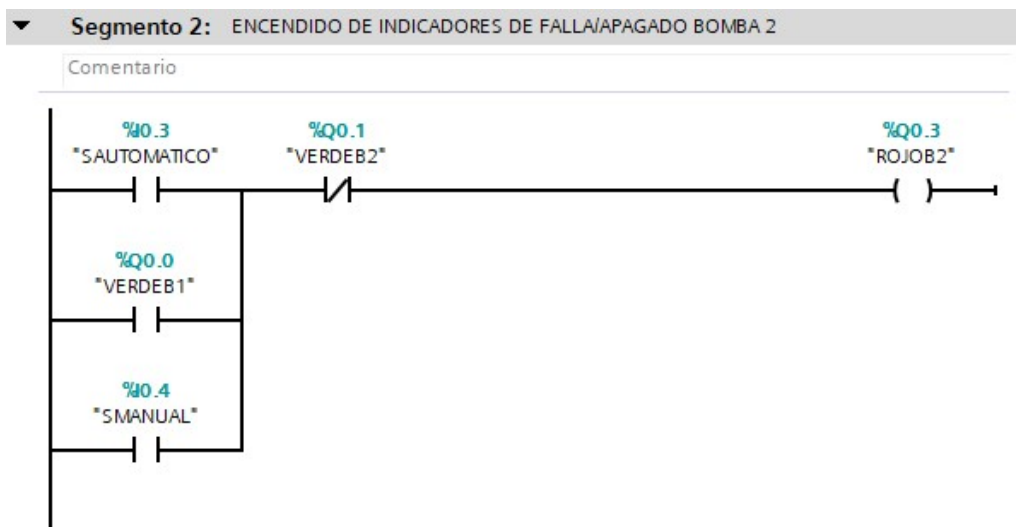 Segmento 2: ENCENDIDO DE INDICADORES DE FALLA/APAGADO BOMBA 2
Comentario
%I0.3 %Q0.1 %Q0.3
"SAUTOMATICO" "VERDEB2" "ROJOB2"
%Q0.0
"VERDEB1"
%I0.4
"SMANUAL"